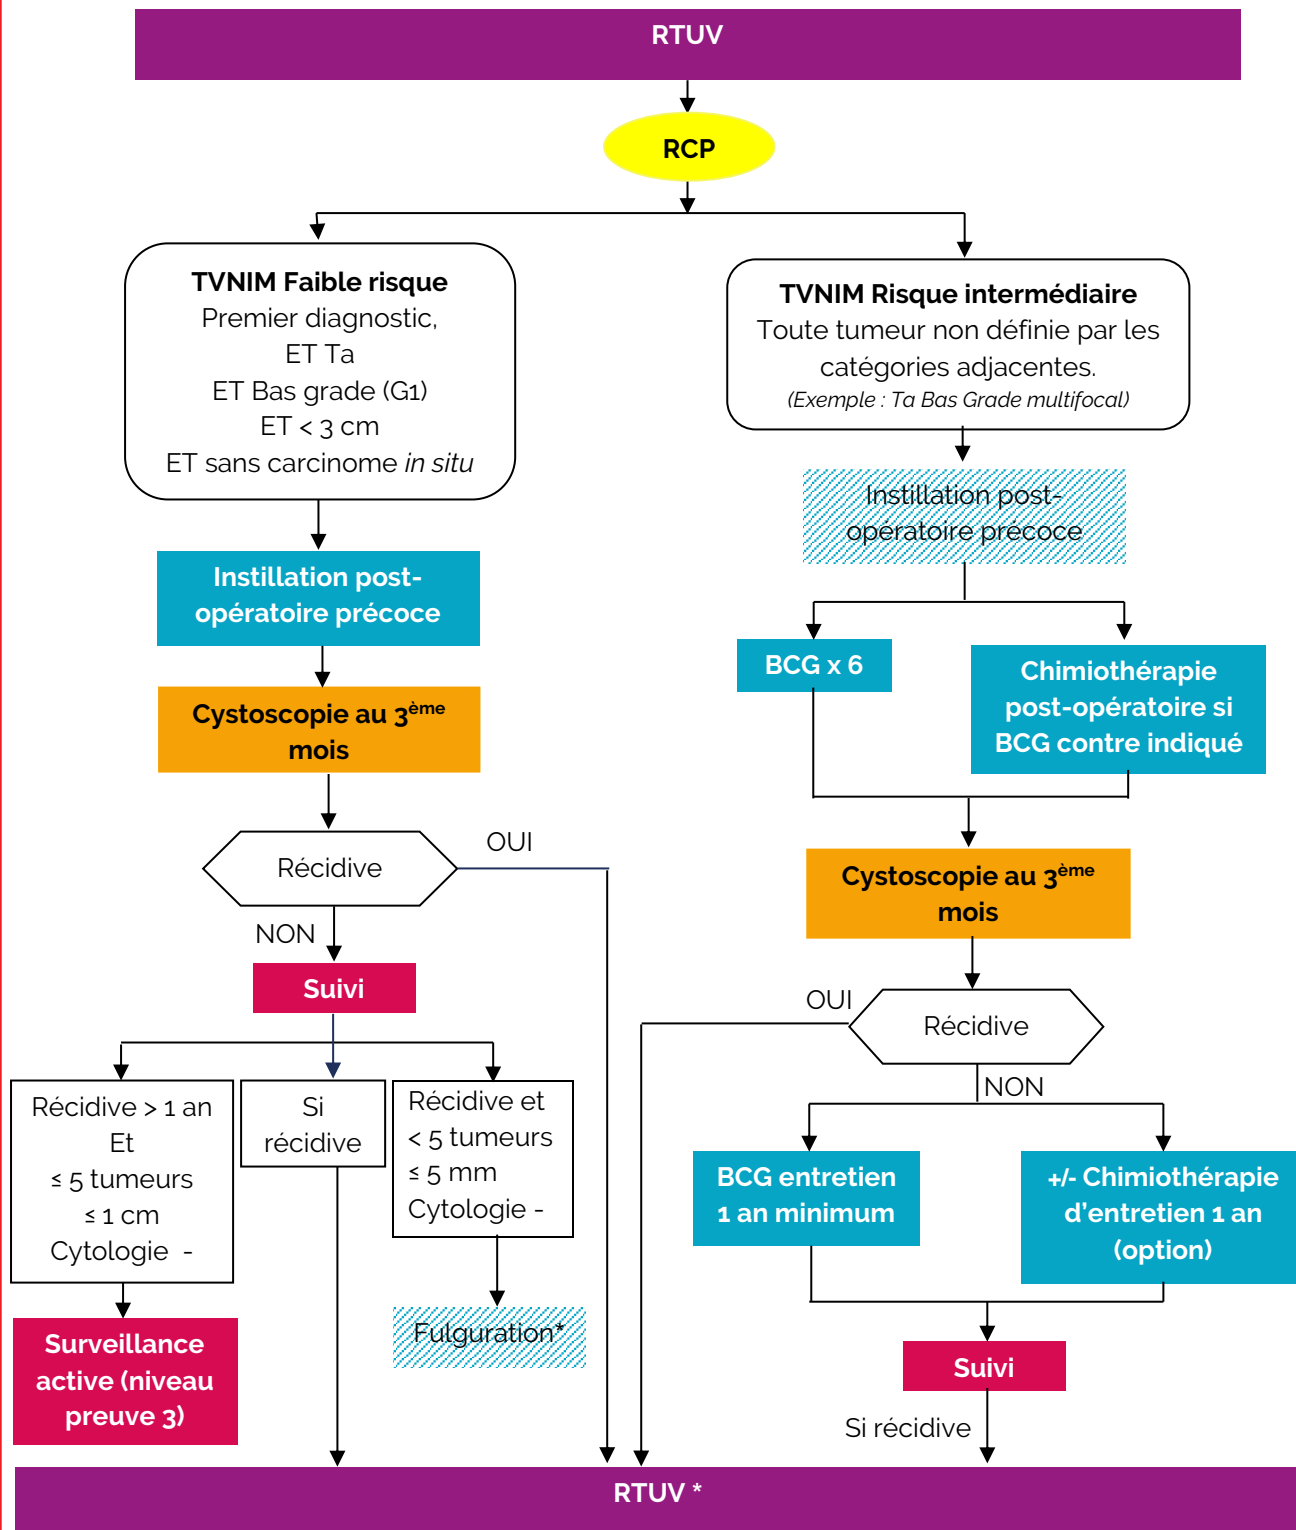 RTUV
RCP
TVNIM Faible risque
Premier diagnostic,
ET Ta
ET Bas grade (G1)
ET < 3 cm
ET sans carcinome in situ
Instillation post-
opératoire précoce
Cystoscopie au 3ème
mois
Récidive
OUI
NON
Suivi
Récidive > 1 an
Et
≤ 5 tumeurs
≤ 1 cm
Cytologie -
Surveillance
active (niveau
preuve 3)
Si
récidive
Récidive et
< 5 tumeurs
≤ 5 mm
Cytologie -
Fulguration*
TVNIM Risque intermédiaire
Toute tumeur non définie par les
catégories adjacentes.
(Exemple : Ta Bas Grade multifocal)
Instillation post-
opératoire précoce
BCG x 6
Chimiothérapie
post-opératoire si
BCG contre indiqué
Cystoscopie au 3ème
mois
OUI
Récidive
NON
BCG entretien
1 an minimum
+/- Chimiothérapie
d'entretien 1 an
(option)
Suivi
Si récidive
RTUV *